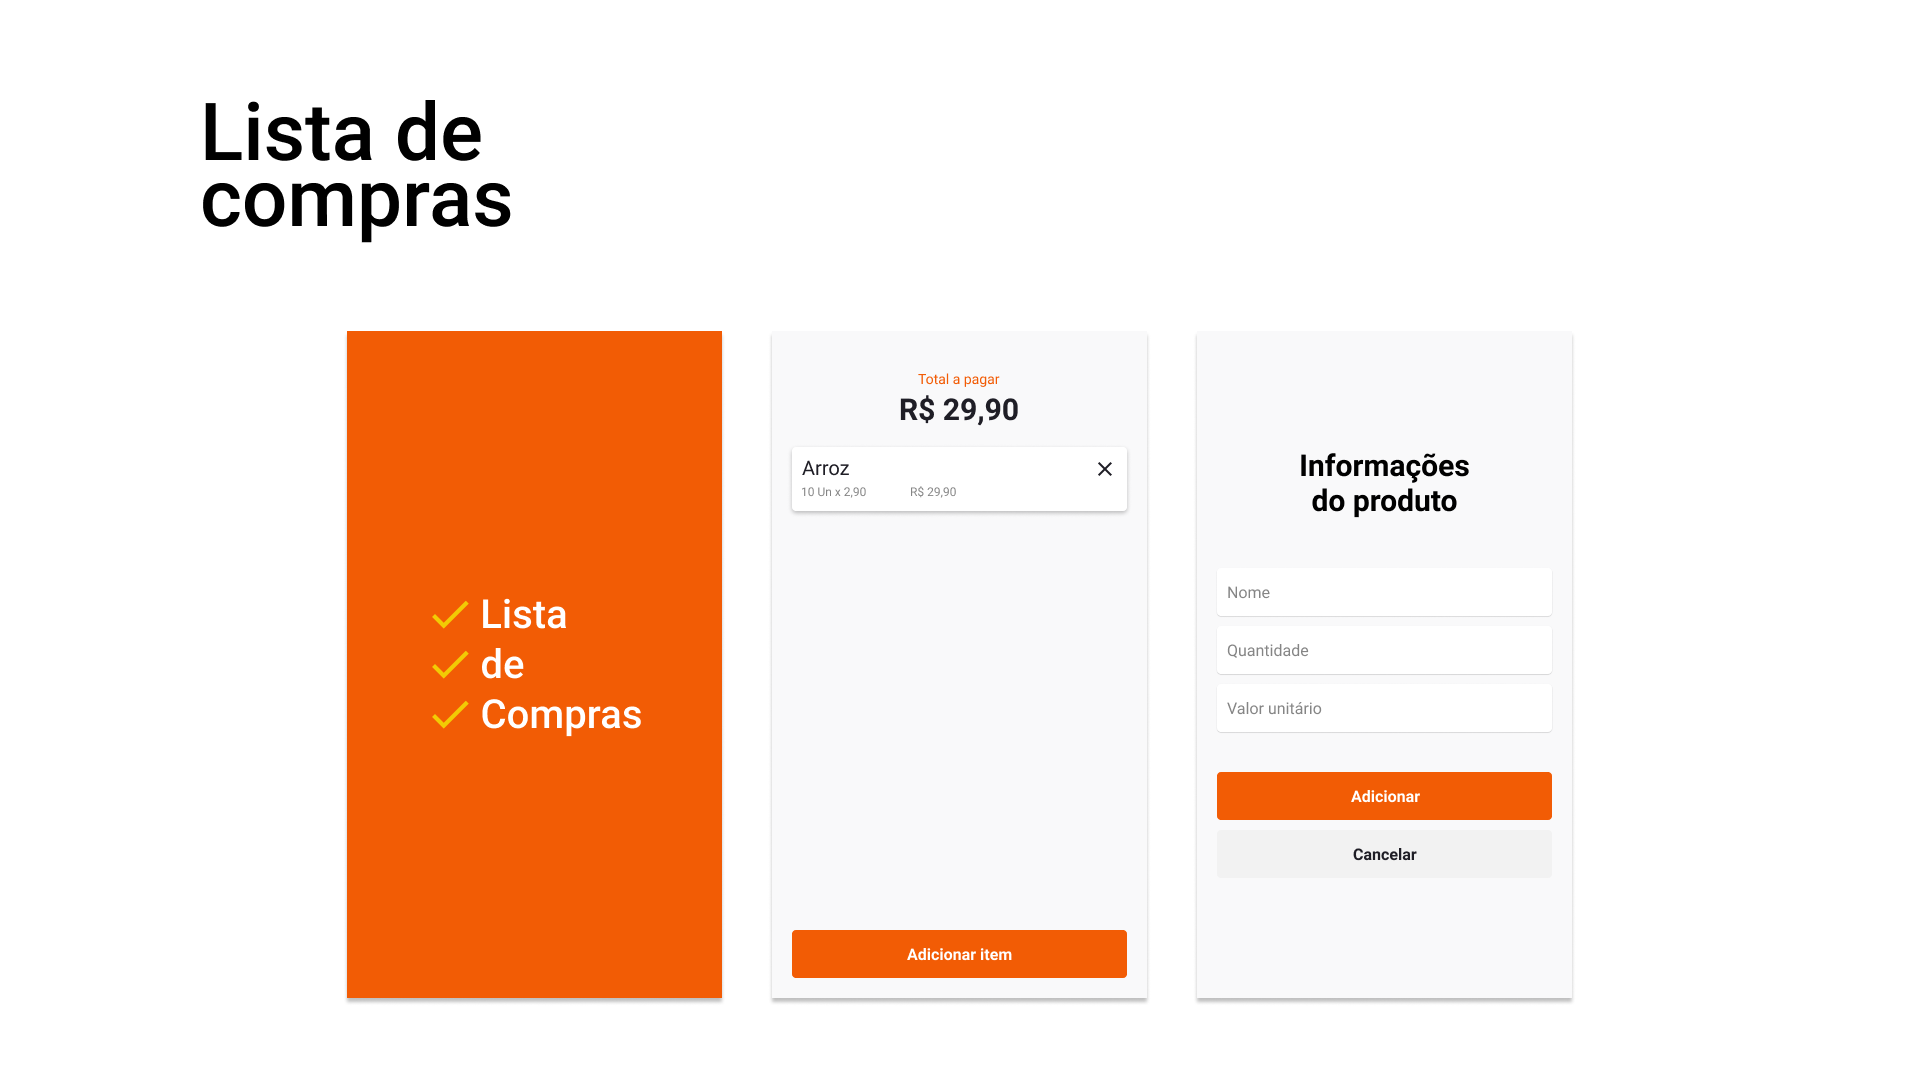 Lista de
compras
Lista
de
Compras
Total a pagar
R$ 29,90
Arroz
10 Un x 2,90 R$ 29,90
Adicionar item
Informações
do produto
Nome
Quantidade
Valor unitário
Adicionar
Cancelar